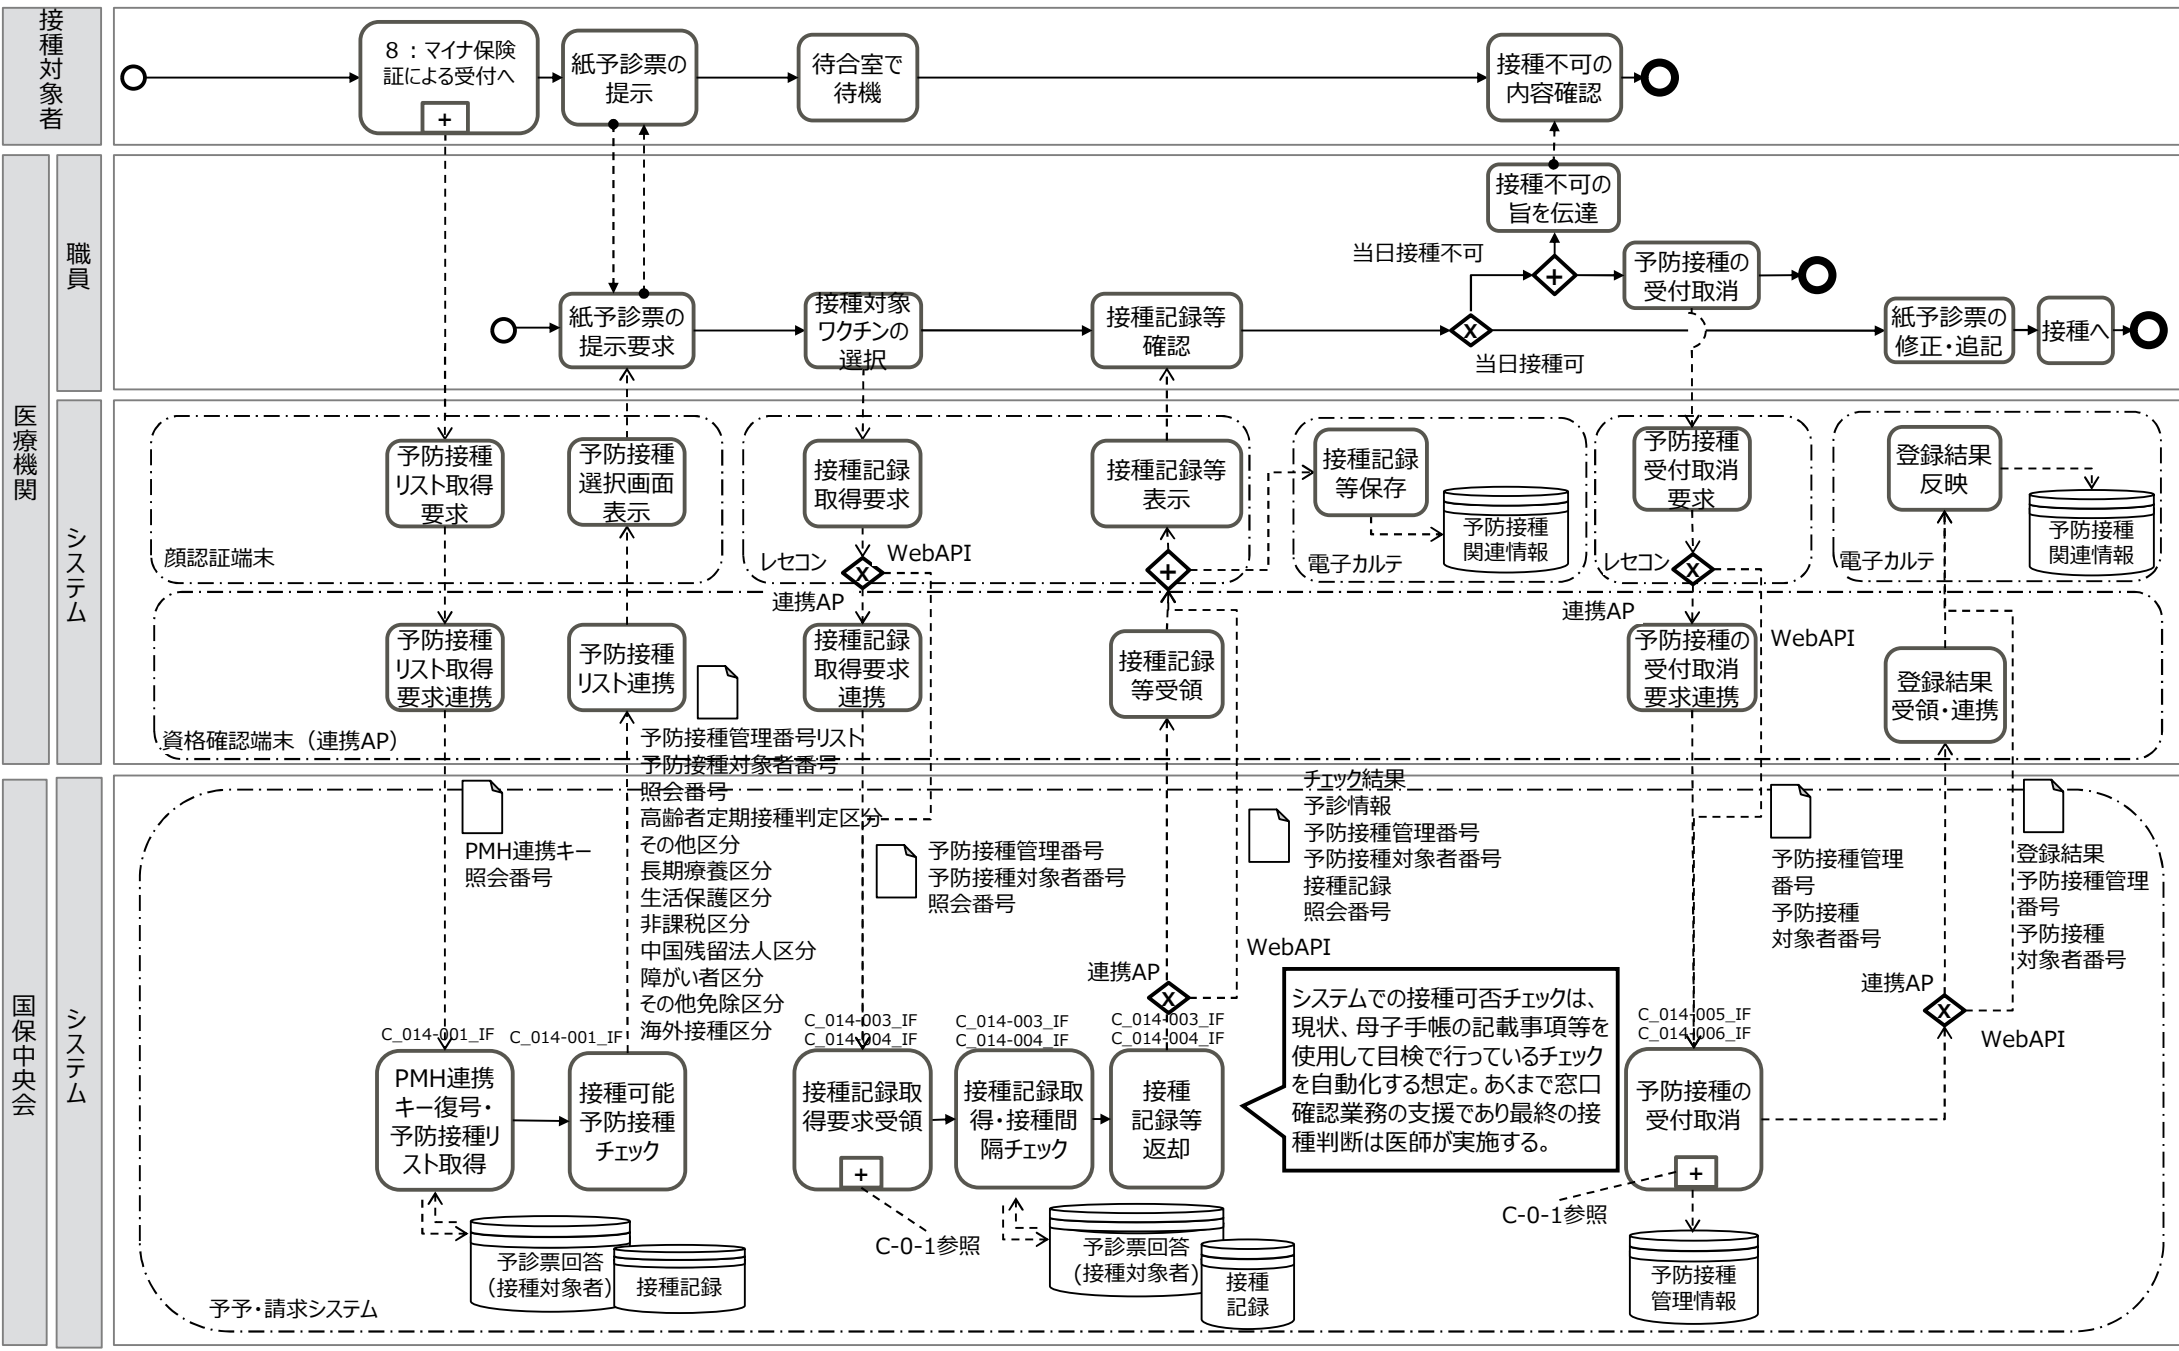 接種対象者
8：マイナ保険
証による受付へ
+
紙予診票の
提示
待合室で
待機
接種不可の
内容確認
医療機関
職員
接種不可の
旨を伝達
当日接種不可
+
予防接種の
受付取消
紙予診票の
提示要求
接種対象
ワクチンの
選択
接種記録等
確認
X
当日接種可
紙予診票の
修正・追記
接種へ
システム
予防接種
リスト取得
要求
予防接種
選択画面
表示
顔認証端末
接種記録
取得要求
接種記録等
表示
レセコン
X
WebAPI
+
接種記録
等保存
予防接種
関連情報
電子カルテ
予防接種
受付取消
要求
レセコン
X
登録結果
反映
予防接種
関連情報
電子カルテ
連携AP
連携AP
WebAPI
予防接種
リスト取得
要求連携
予防接種
リスト連携
接種記録
取得要求
連携
接種記録
等受領
予防接種の
受付取消
要求連携
登録結果
受領・連携
資格確認端末（連携AP）
国保中央会
システム
PMH連携キー
照会番号
予防接種管理番号リスト
予防接種対象者番号
照会番号
高齢者定期接種判定区分
その他区分
長期療養区分
生活保護区分
非課税区分
中国残留法人区分
障がい者区分
その他免除区分
海外接種区分
予防接種管理番号
予防接種対象者番号
照会番号
チェック結果
予診情報
予防接種管理番号
予防接種対象者番号
接種記録
照会番号
WebAPI
連携AP
X
予防接種管理
番号
予防接種
対象者番号
登録結果
予防接種管理
番号
予防接種
対象者番号
連携AP
X
WebAPI
システムでの接種可否チェックは、
現状、母子手帳の記載事項等を
使用して目検で行っているチェック
を自動化する想定。あくまで窓口
確認業務の支援であり最終の接
種判断は医師が実施する。
C_014-001_IF
C_014-001_IF
C_014-003_IF
C_014-004_IF
C_014-003_IF
C_014-004_IF
C_014-003_IF
C_014-004_IF
C_014-005_IF
C_014-006_IF
PMH連携
キー復号・
予防接種リ
スト取得
接種可能
予防接種
チェック
接種記録取
得要求受領
+
接種記録取
得・接種間
隔チェック
接種
記録等
返却
予防接種の
受付取消
+
C-0-1参照
C-0-1参照
予診票回答
(接種対象者)
接種記録
予診票回答
(接種対象者)
接種
記録
予防接種
管理情報
予予・請求システム